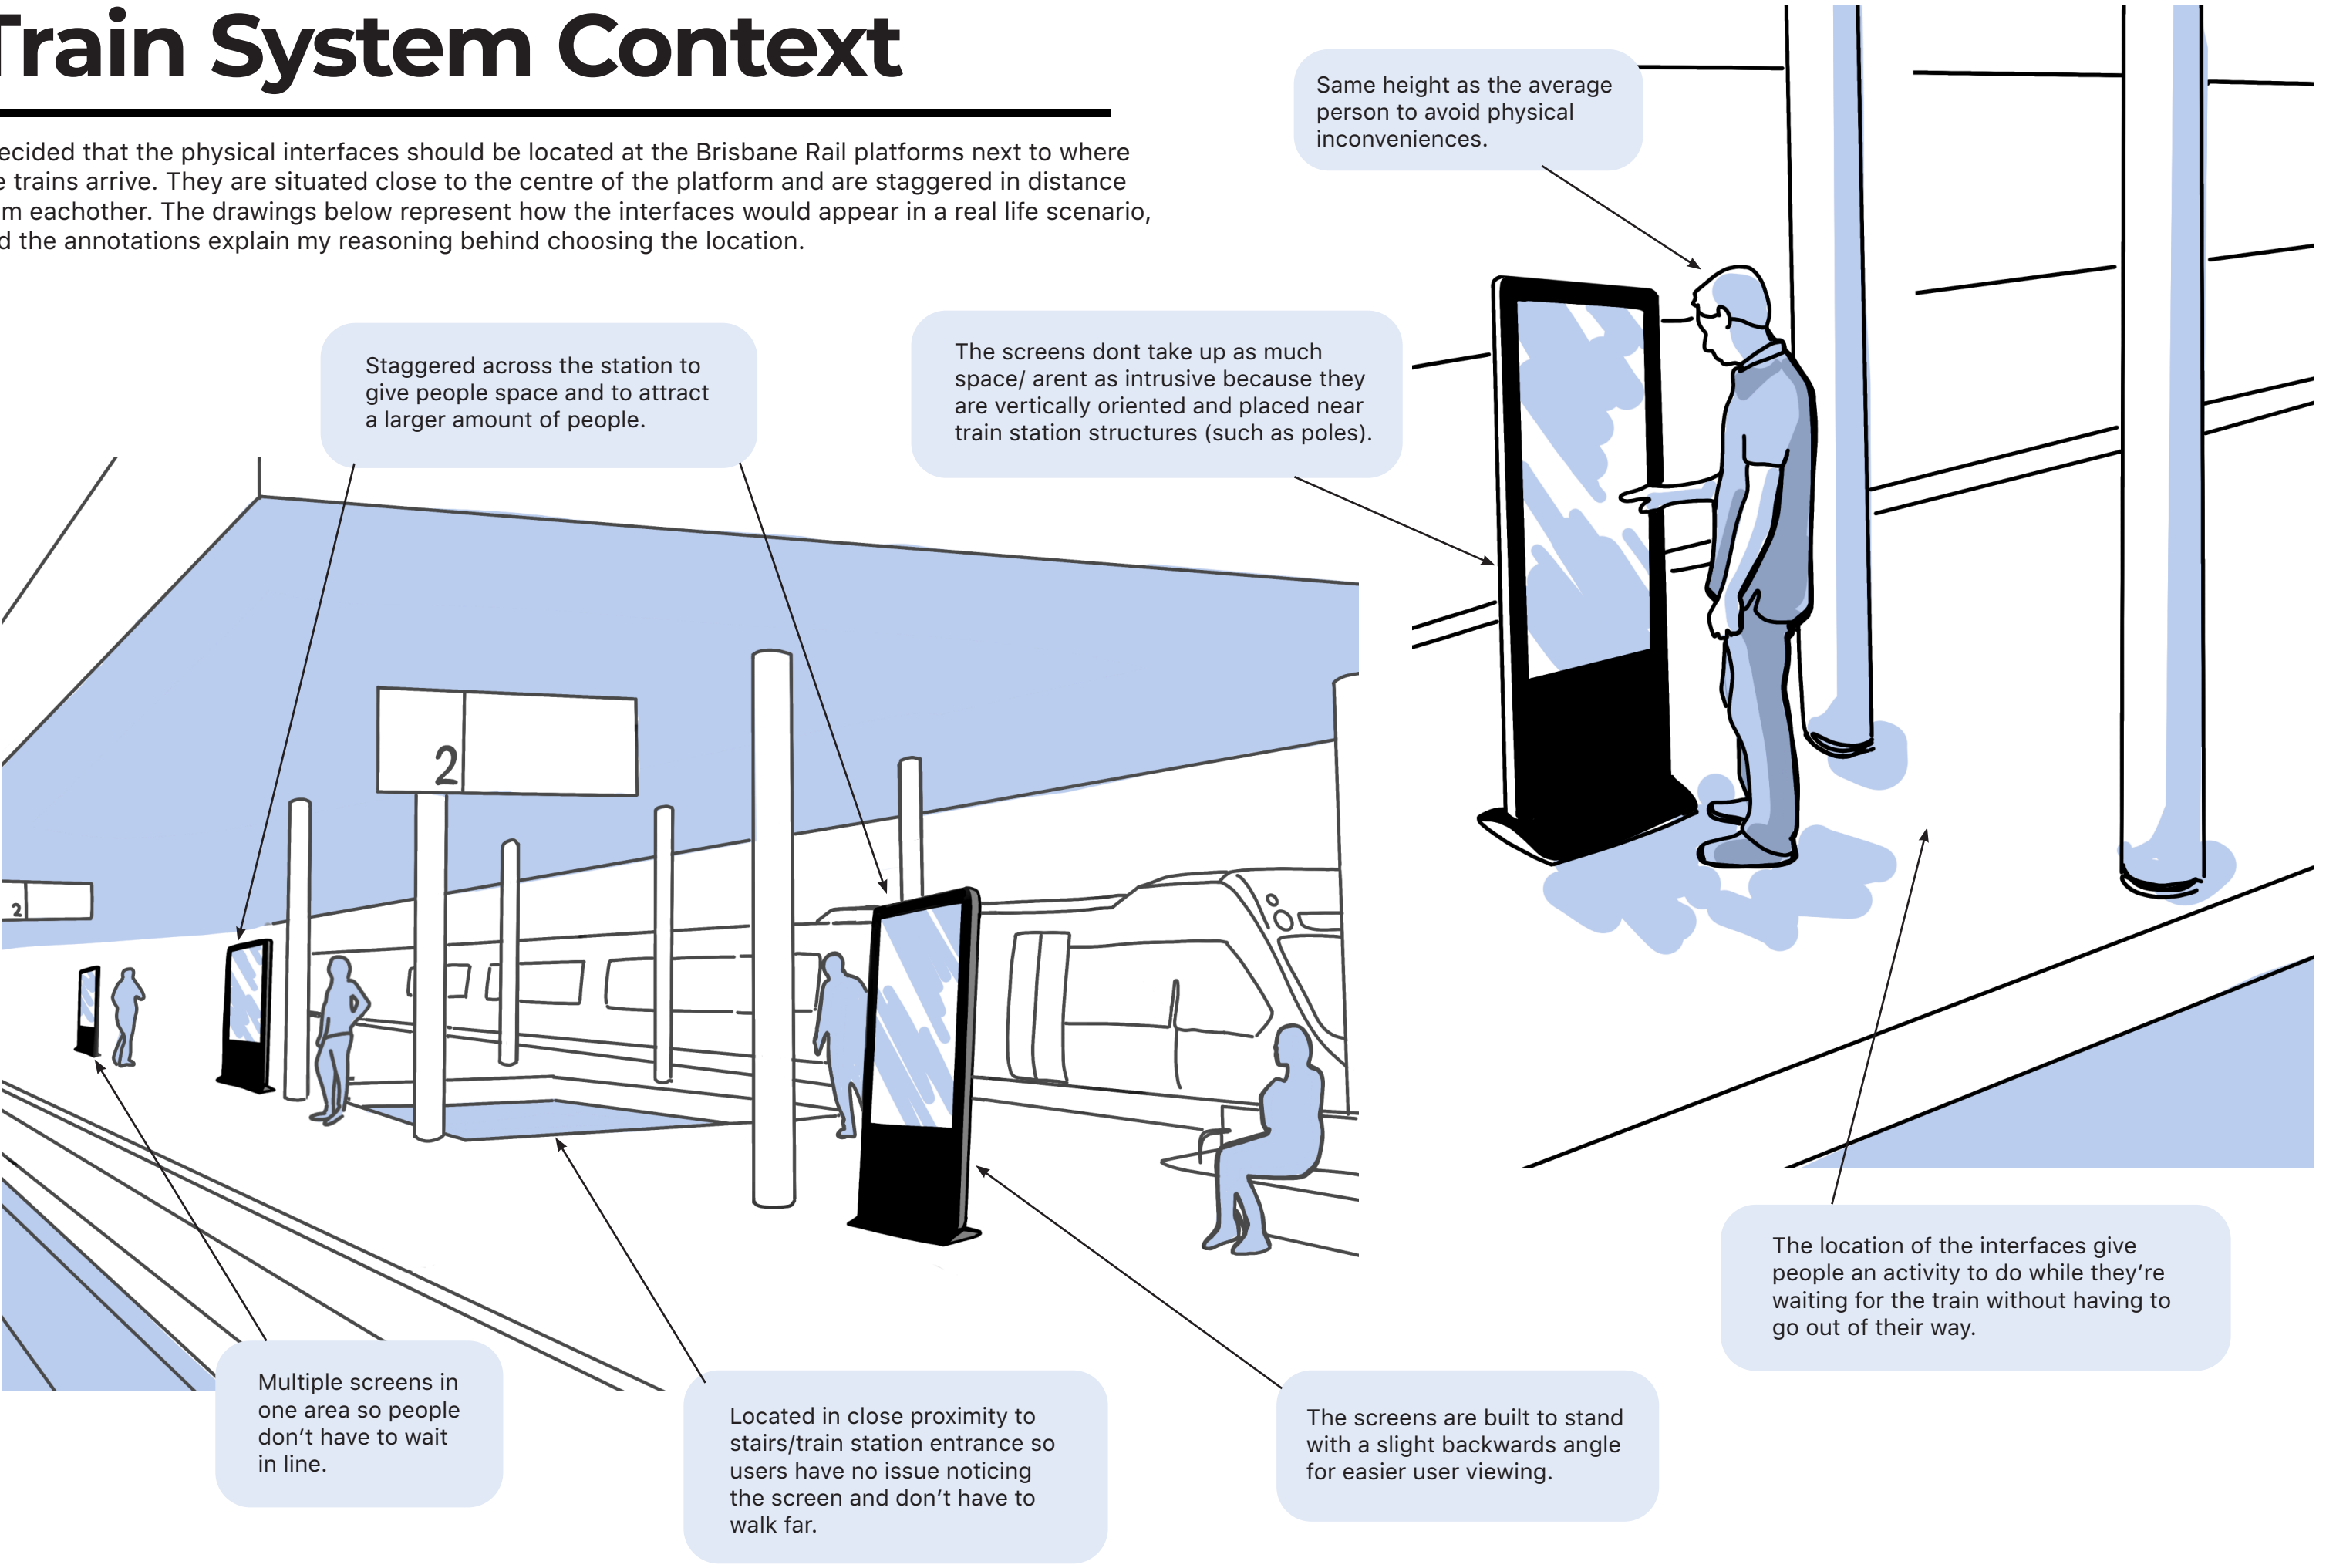 Train System Context
ecided that the physical interfaces should be located at the Brisbane Rail platforms next to where
e trains arrive. They are situated close to the centre of the platform and are staggered in distance
m eachother. The drawings below represent how the interfaces would appear in a real life scenario,
d the annotations explain my reasoning behind choosing the location.
Same height as the average
person to avoid physical
inconveniences.
Staggered across the station to
give people space and to attract
a larger amount of people.
The screens dont take up as much
space/ arent as intrusive because they
are vertically oriented and placed near
train station structures (such as poles).
2
2
Multiple screens in
one area so people
don’t have to wait
in line.
Located in close proximity to
stairs/train station entrance so
users have no issue noticing
the screen and don’t have to
walk far.
The screens are built to stand
with a slight backwards angle
for easier user viewing.
The location of the interfaces give
people an activity to do while they’re
waiting for the train without having to
go out of their way.